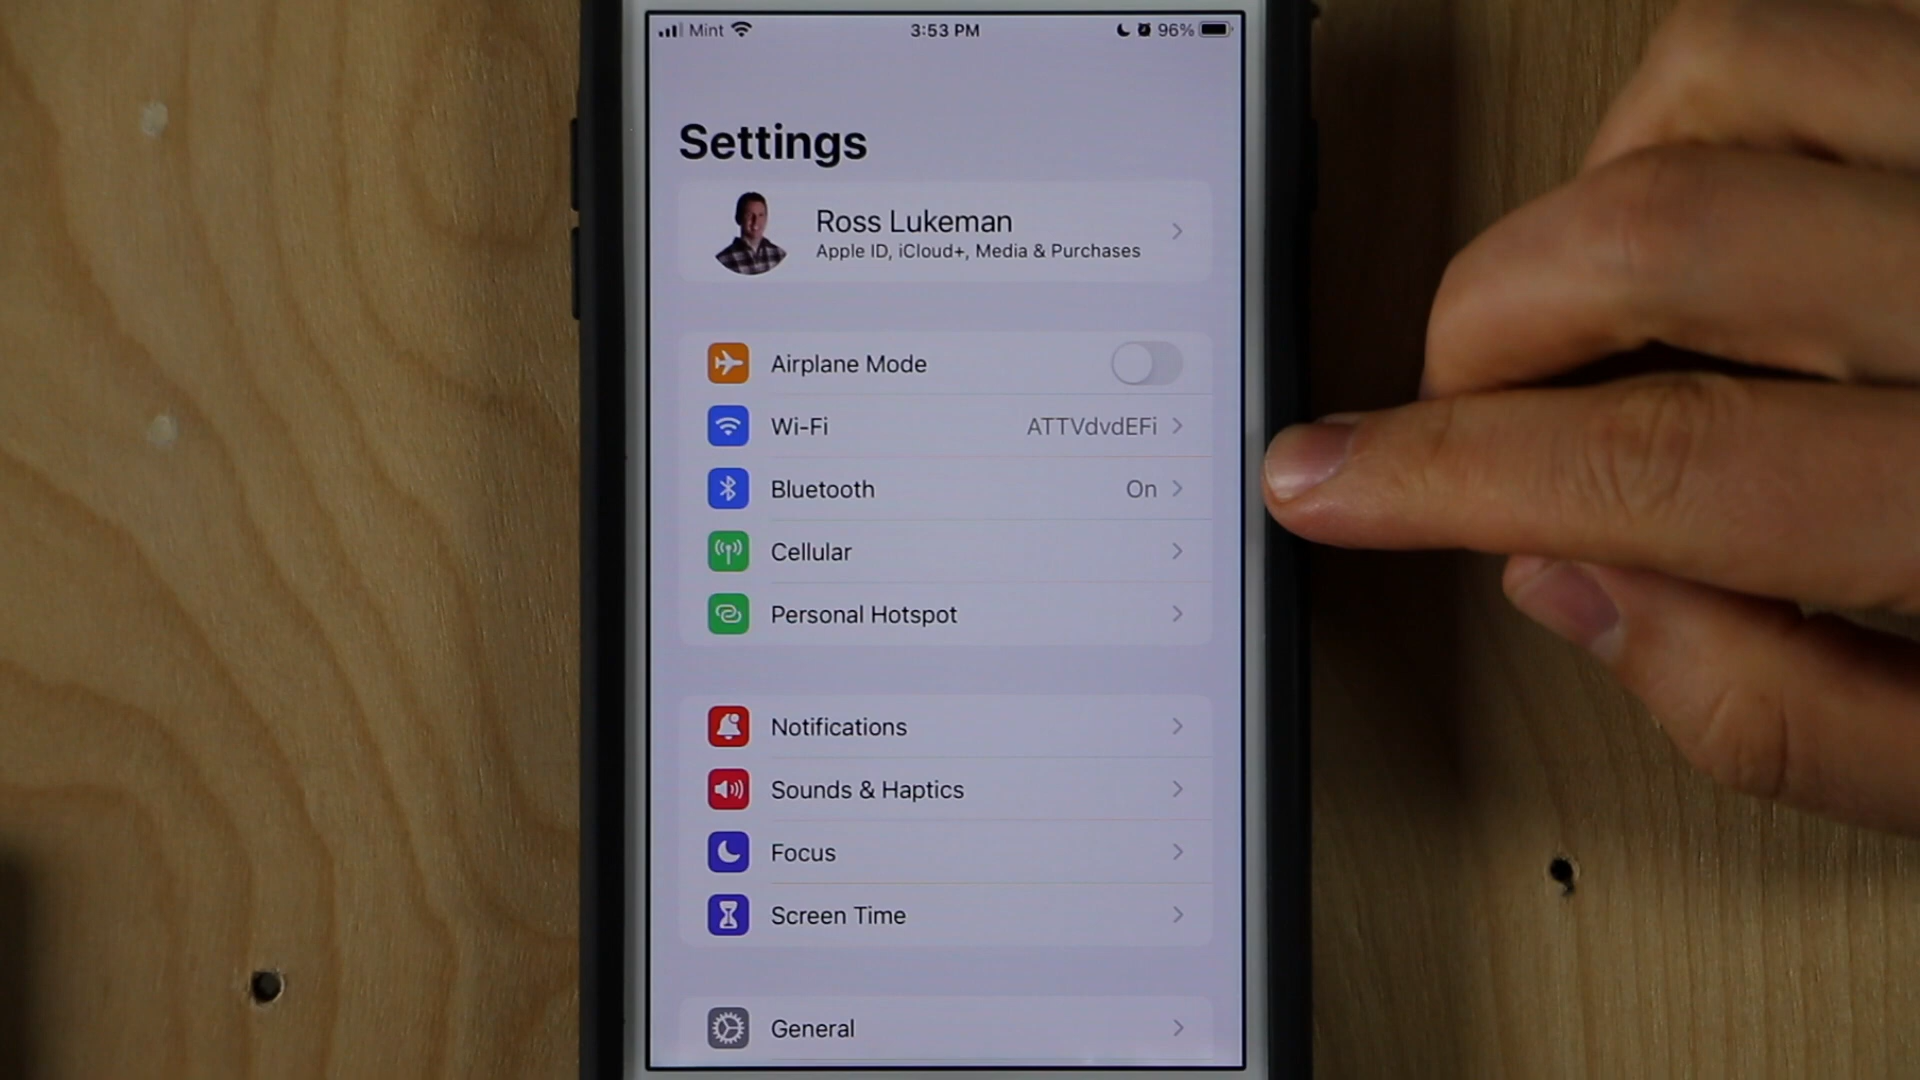 Mint 3:53 PM 96%
Settings
Ross Lukeman
Apple ID, iCloud+, Media & Purchases
Airplane Mode
Wi-Fi ATTVdvdEFi
Bluetooth On
Cellular
Personal Hotspot
Notifications
Sounds & Haptics
Focus
Screen Time
General